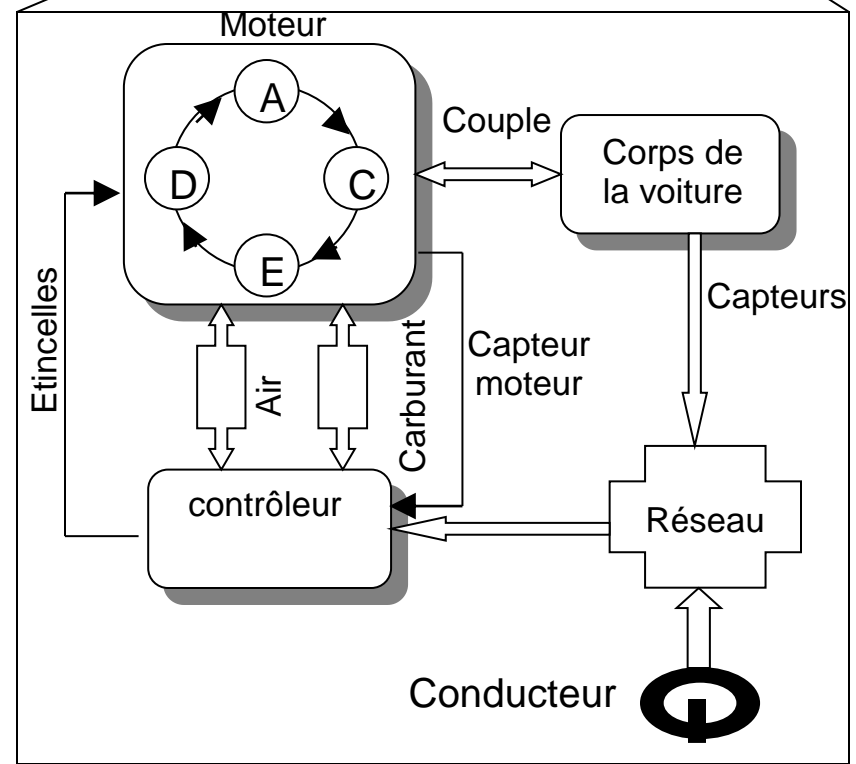 Moteur
A
D
C
E
Couple
Corps de
la voiture
Etincelles
Air
Carburant
Capteur
moteur
Capteurs
contrôleur
Réseau
Conducteur